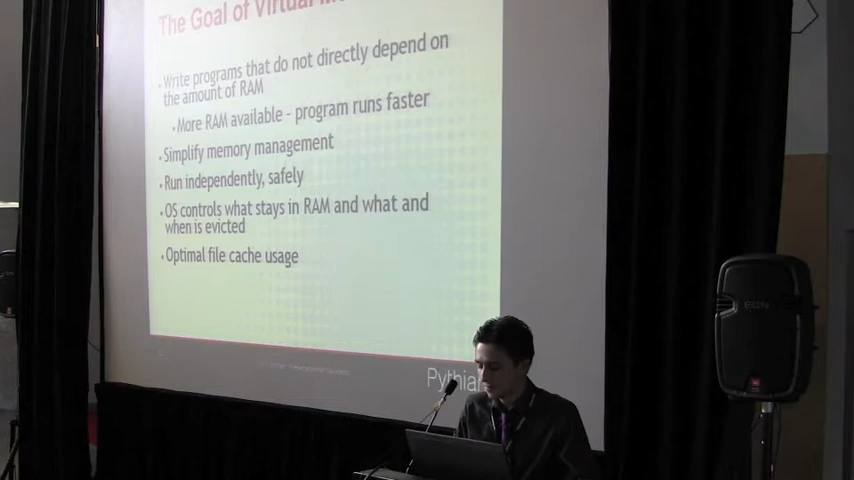 The Goal of Virtual
• Write programs that do not directly depend on
the amount of RAM
• More RAM available - program runs faster
• Simplify memory management
• Run independently, safely
• OS controls what stays in RAM and what and
when is evicted
• Optimal file cache usage
Pythian